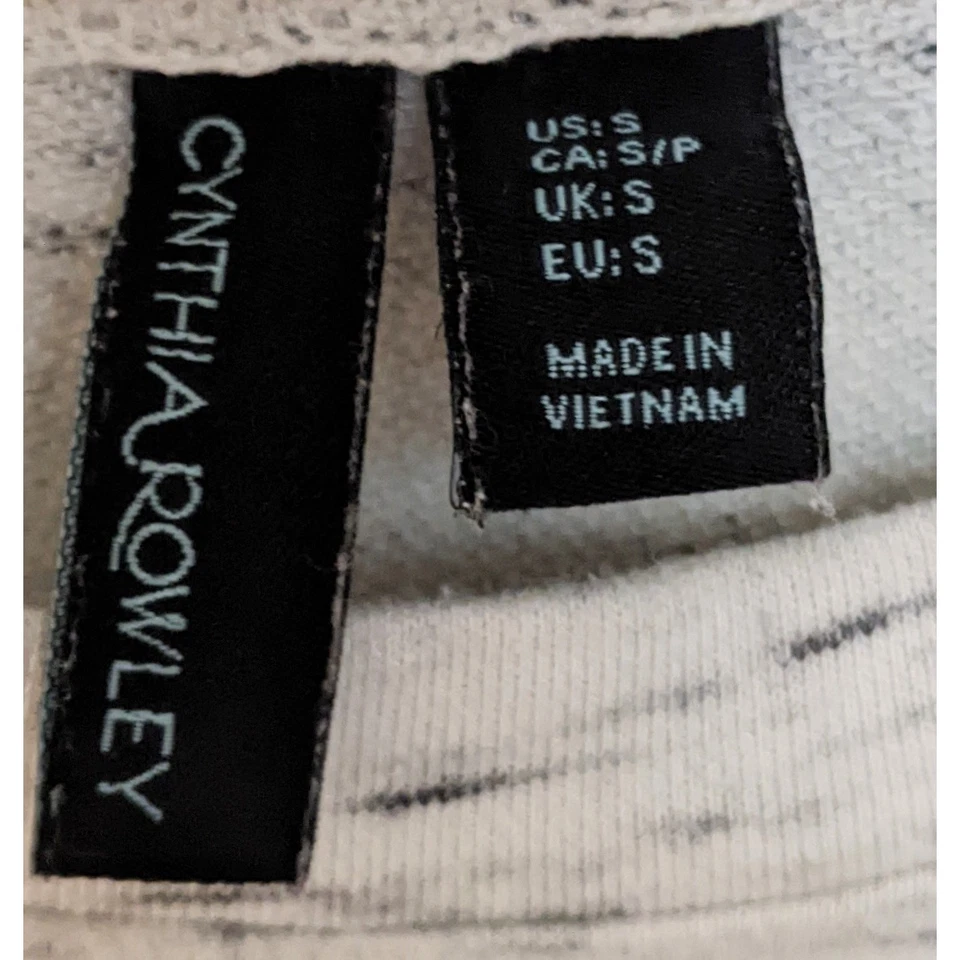 CYNTHIA ROWLEY
US: S
CA: S/P
UK: S
EU: S
MADE IN
VIETNAM